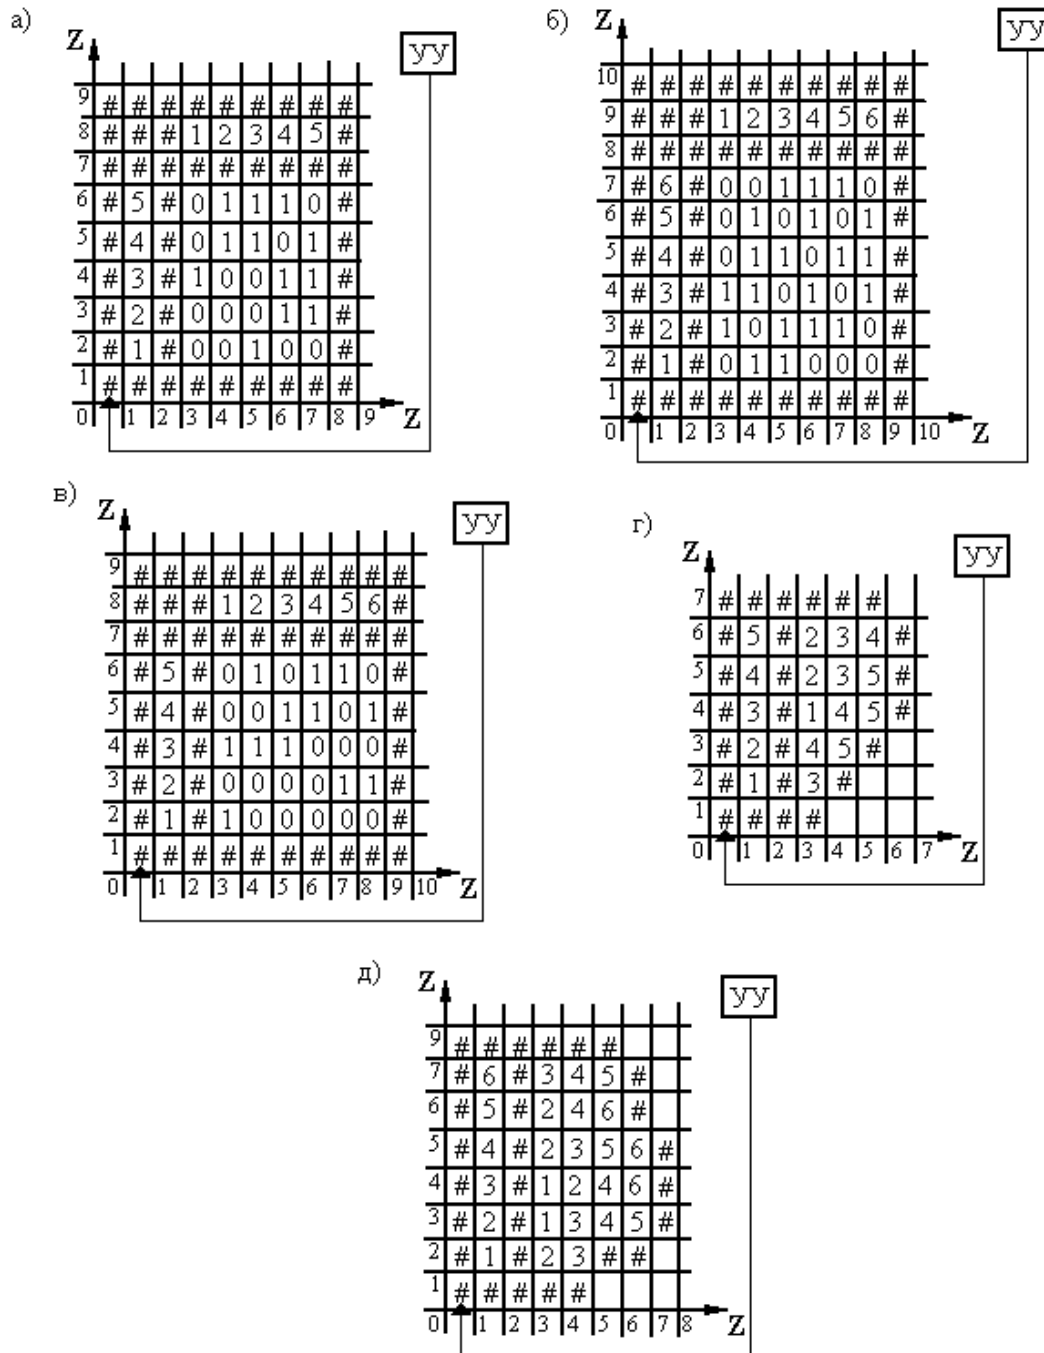 а)
Z
УУ
9 # # # # # # # # #
8 # # # 1 2 3 4 5 #
7 # # # # # # # # #
6 # 5 # 0 1 1 1 0 #
5 # 4 # 0 1 1 0 1 #
4 # 3 # 1 0 0 1 1 #
3 # 2 # 0 0 0 1 1 #
2 # 1 # 0 0 1 0 0 #
1 # # # # # # # # #
0 1 2 3 4 5 6 7 8 9 Z
б)
Z
УУ
10 # # # # # # # # # #
9 # # # 1 2 3 4 5 6 #
8 # # # # # # # # # #
7 # 6 # 0 0 1 1 1 0 #
6 # 5 # 0 1 0 1 0 1 #
5 # 4 # 0 1 1 0 1 1 #
4 # 3 # 1 1 0 1 0 1 #
3 # 2 # 1 0 1 1 1 0 #
2 # 1 # 0 1 1 0 0 0 #
1 # # # # # # # # # #
0 1 2 3 4 5 6 7 8 9 10 Z
в)
Z
УУ
9 # # # # # # # # # #
8 # # # 1 2 3 4 5 6 #
7 # # # # # # # # # #
6 # 5 # 0 1 0 1 1 0 #
5 # 4 # 0 0 1 1 0 1 #
4 # 3 # 1 1 1 0 0 0 #
3 # 2 # 0 0 0 0 1 1 #
2 # 1 # 1 0 0 0 0 0 #
1 # # # # # # # # # #
0 1 2 3 4 5 6 7 8 9 10 Z
г)
Z
УУ
7 # # # # # #
6 # 5 # 2 3 4 #
5 # 4 # 2 3 5 #
4 # 3 # 1 4 5 #
3 # 2 # 4 5 #
2 # 1 # 3 #
1 # # # #
0 1 2 3 4 5 6 7 Z
д)
Z
УУ
9 # # # # # #
7 # 6 # 3 4 5 #
6 # 5 # 2 4 6 #
5 # 4 # 2 3 5 6 #
4 # 3 # 1 2 4 6 #
3 # 2 # 1 3 4 5 #
2 # 1 # 2 3 # #
1 # # # # #
0 1 2 3 4 5 6 7 8 Z